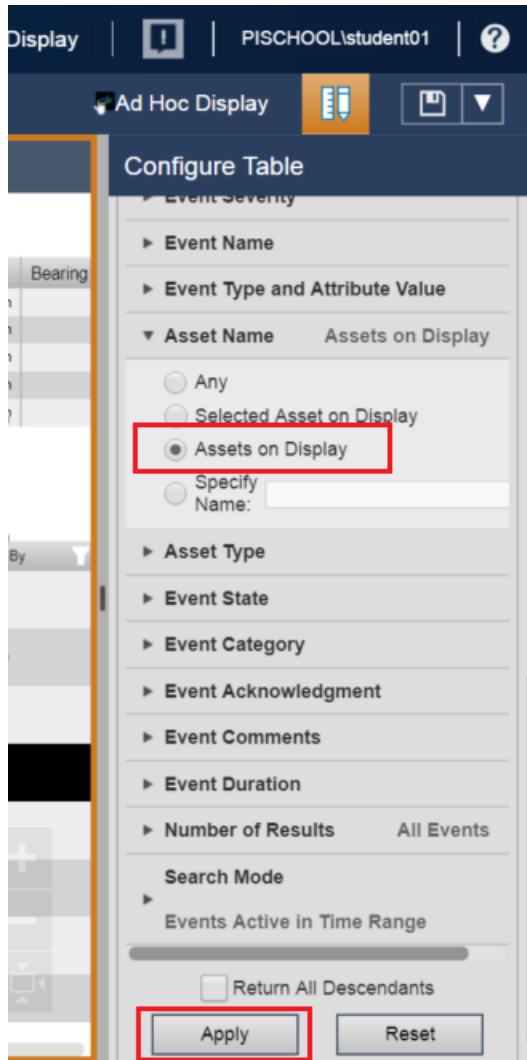 Display
PISCHOOL\student01
Ad Hoc Display
Configure Table
Event Severity
Bearing
Event Name
Event Type and Attribute Value
Asset Name Assets on Display
Any
Selected Asset on Display
Assets on Display
Specify
Name:
By
Asset Type
Event State
Event Category
Event Acknowledgment
Event Comments
Event Duration
Number of Results All Events
Search Mode
Events Active in Time Range
Return All Descendants
Apply Reset